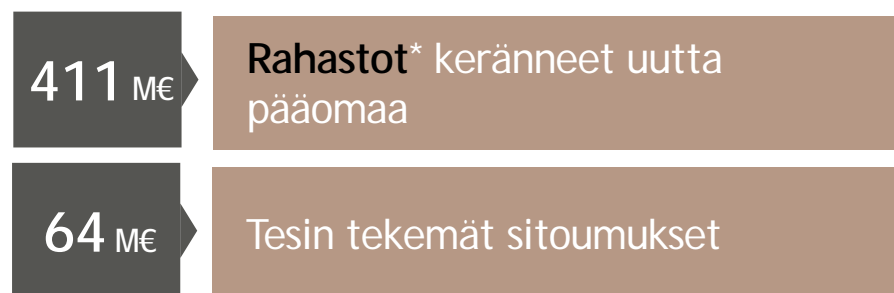 411 M€
Rahastot* keränneet uutta
pääomaa
64 M€
Tesin tekemät sitoumukset